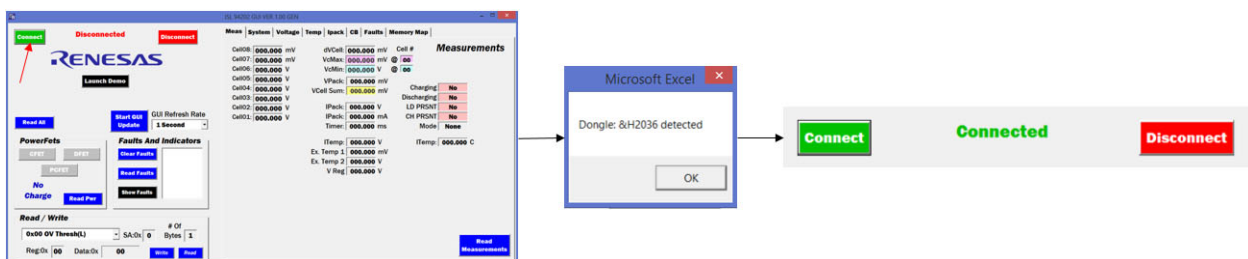 ISL 94202 GUI VER 1.00 GEN
Connect Disconnected Disconnect
RENESAS
Launch Demo
Read All Start GUI Update GUI Refresh Rate 1 Second
PowerFets Faults And Indicators
CFET DFET Clear Faults
PCFET Read Faults
No Charge Read Pwr Show Faults
Read / Write
0x00 OV Thresh(L) SA:0x 0 # Of Bytes 1
Reg:0x 00 Data:0x 00 Write Read
Meas System Voltage Temp Ipack CB Faults Memory Map
Measurements
Cell08: 000.000 mV dVCell: 000.000 mV Cell #
Cell07: 000.000 mV VcMax: 000.000 mV @ 00
Cell06: 000.000 V VcMin: 000.000 V @ 00
Cell05: 000.000 V VPack: 000.000 mV
Cell04: 000.000 V VCell Sum: 000.000 mV Charging No
Cell03: 000.000 V Discharging No
Cell02: 000.000 V IPack: 000.000 V LD PRSNT No
Cell01: 000.000 V IPack: 000.000 mA CH PRSNT No
Timer: 000.000 ms Mode None
ITemp: 000.000 V ITemp: 000.000 C
Ex. Temp 1 000.000 mV
Ex. Temp 2 000.000 V
V Reg 000.000 V
Read Measurements
Microsoft Excel
Dongle: &H2036 detected
OK
Connect Connected Disconnect